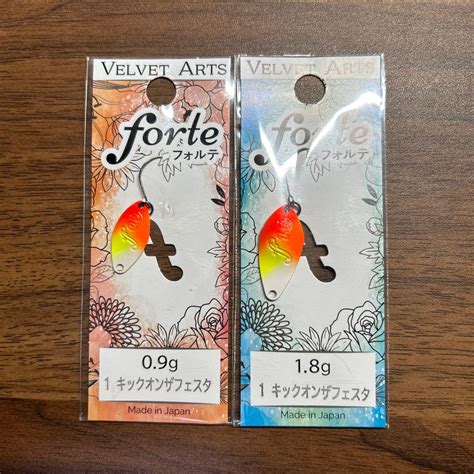 VELVET ARTS
forte
フォルテ
0.9g
1 キックオンザフェスタ
Made in Japan
VELVET ARTS
forte
フォルテ
forte
1.8g
1 キックオンザフェスタ
Made in Japan